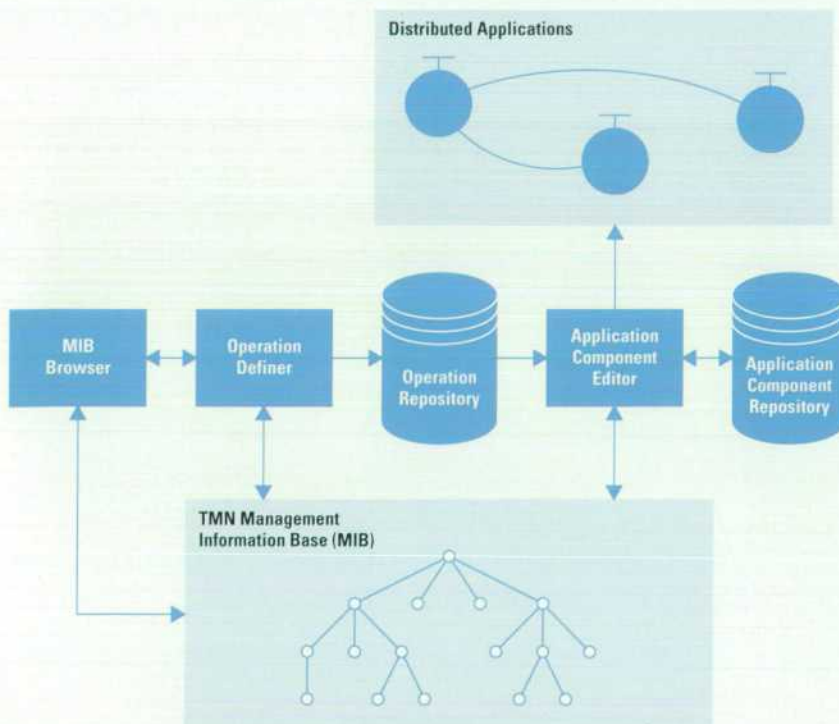 Distributed Applications
MIB
Browser
Operation
Definer
Operation
Repository
Application
Component
Editor
Application
Component
Repository
TMN Management
Information Base (MIB)